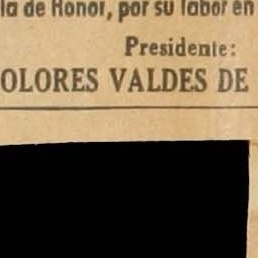 la de Honor, por su labor en
Presidente:
OLORES VALDES DE